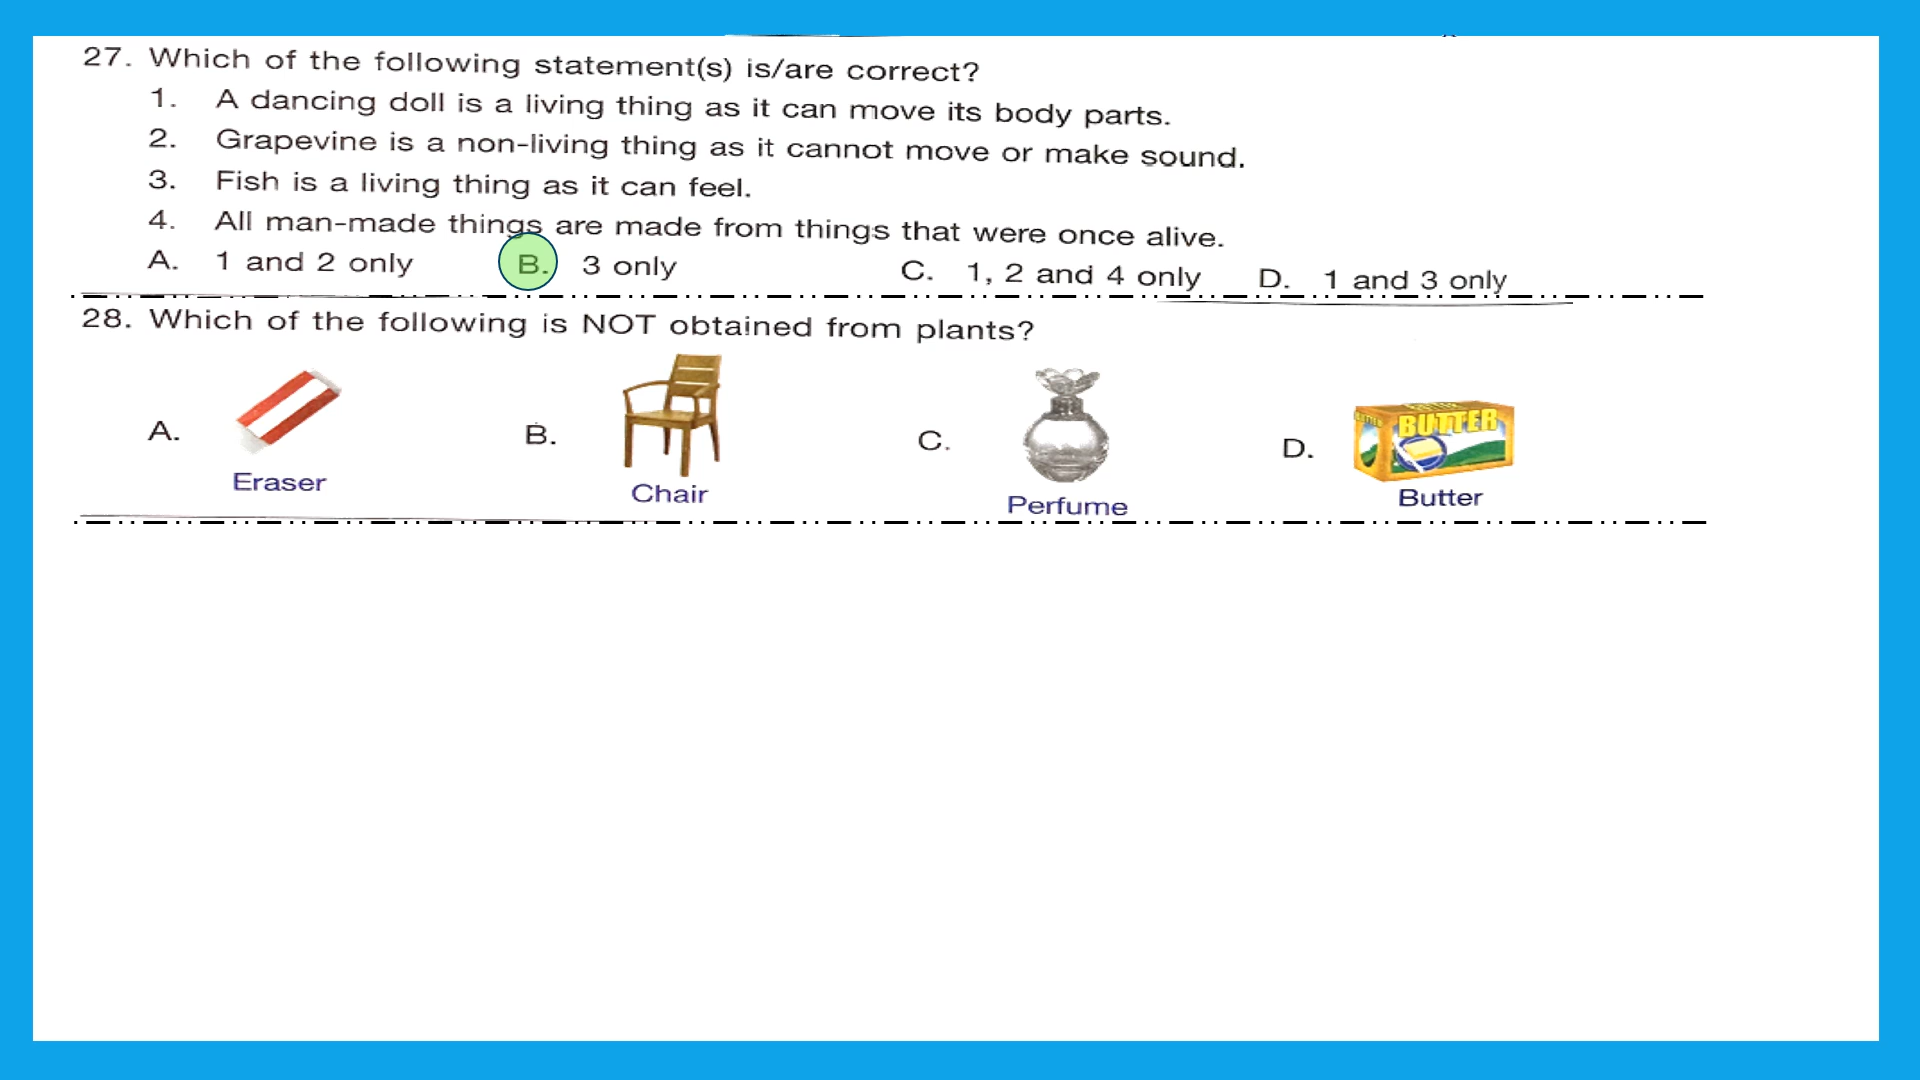 27. Which of the following statement(s) is/are correct?
1. A dancing doll is a living thing as it can move its body parts.
2. Grapevine is a non-living thing as it cannot move or make sound.
3. Fish is a living thing as it can feel.
4. All man-made things are made from things that were once alive.
A. 1 and 2 only B. 3 only C. 1, 2 and 4 only D. 1 and 3 only
28. Which of the following is NOT obtained from plants?
A. B. C. D.
BUTTER
Eraser Chair Perfume Butter